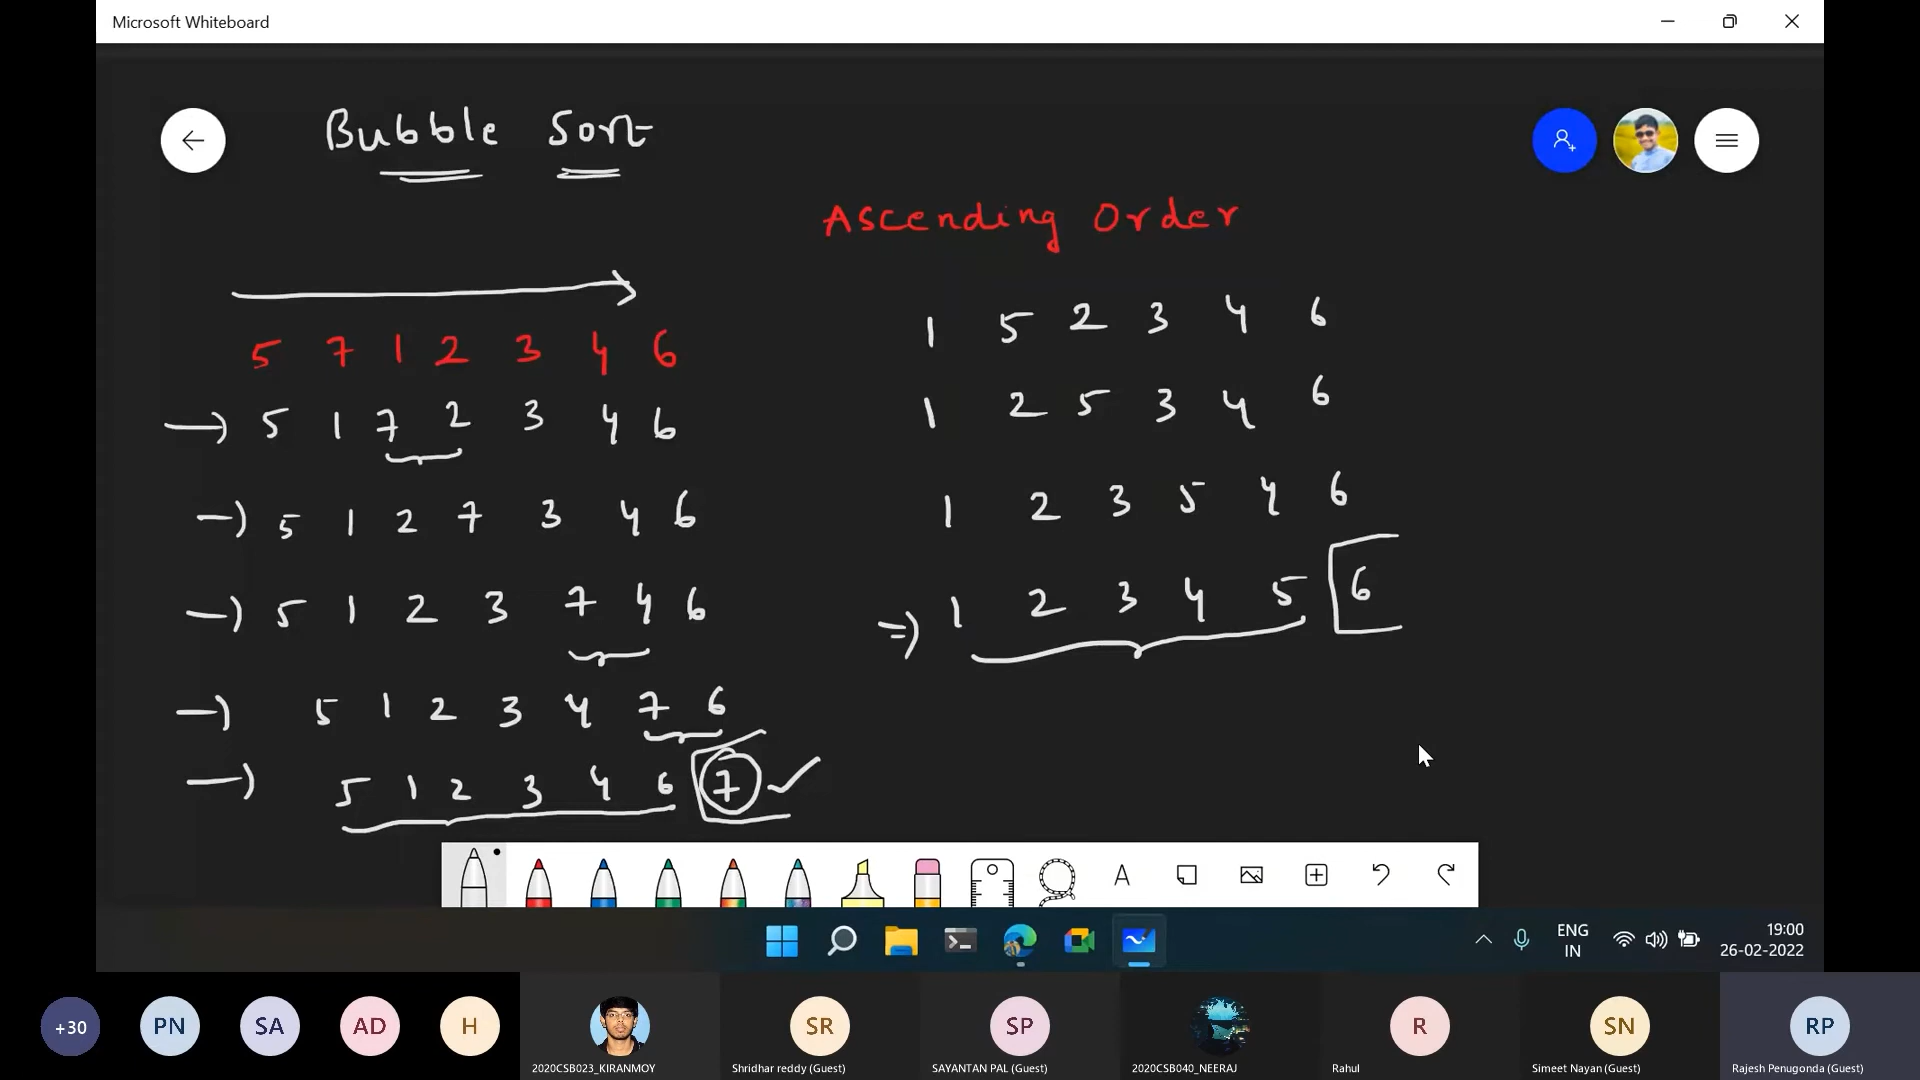 Microsoft Whiteboard
Bubble Sort
Ascending Order
5 7 1 2 3 4 6
→ 5 1 7 2 3 4 6
→ 5 1 2 7 3 4 6
→ 5 1 2 3 7 4 6
→ 5 1 2 3 4 7 6
→ 5 1 2 3 4 6 7 ✓
1 5 2 3 4 6
1 2 5 3 4 6
1 2 3 5 4 6
⇒ 1 2 3 4 5 6
A
ENG
IN
19:00
26-02-2022
+30
PN
SA
AD
H
2020CSB023_KIRANMOY
SR
Shridhar reddy (Guest)
SP
SAYANTAN PAL (Guest)
2020CSB040_NEERAJ
R
Rahul
SN
Simeet Nayan (Guest)
RP
Rajesh Penugonda (Guest)